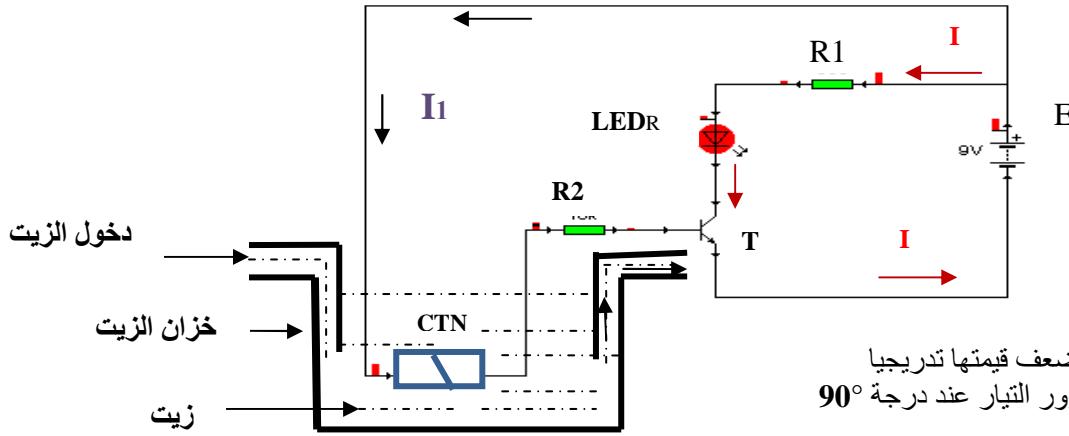 I
R1
I1
LEDR
E
9V
+
R2
دخول الزيت
T
I
خزان الزيت
CTN
ضعف قيمتها تدريجيا
ور التيار عند درجة 90°
زيت